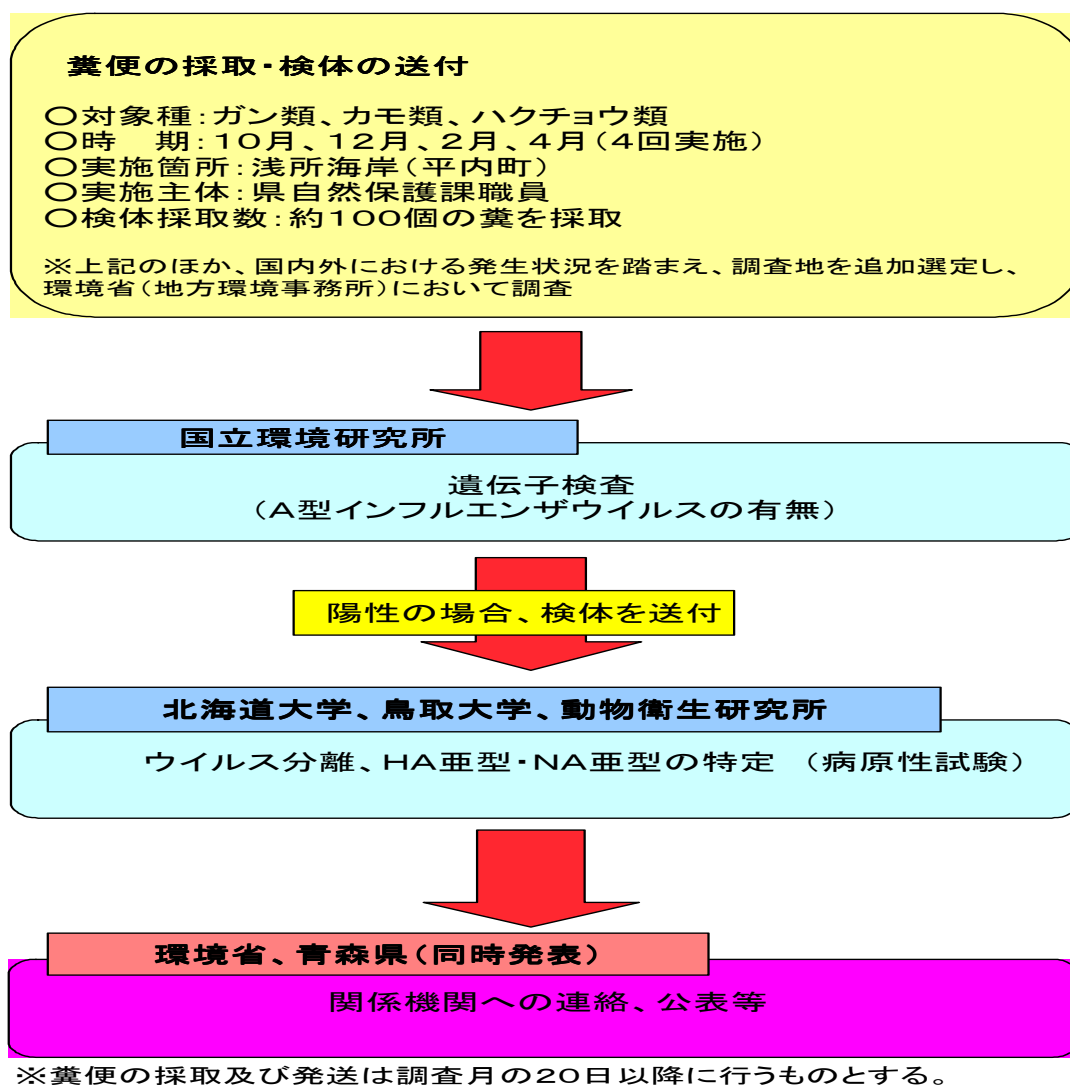 糞便の採取・検体の送付
○対象種:ガン類、カモ類、ハクチョウ類
○時　期:10月、12月、2月、4月(4回実施)
○実施箇所:浅所海岸(平内町)
○実施主体:県自然保護課職員
○検体採取数:約100個の糞を採取
※上記のほか、国内外における発生状況を踏まえ、調査地を追加選定し、
環境省(地方環境事務所)において調査
国立環境研究所
遺伝子検査
(A型インフルエンザウイルスの有無)
陽性の場合、検体を送付
北海道大学、鳥取大学、動物衛生研究所
ウイルス分離、HA亜型・NA亜型の特定　(病原性試験)
環境省、青森県(同時発表)
関係機関への連絡、公表等
※糞便の採取及び発送は調査月の20日以降に行うものとする。